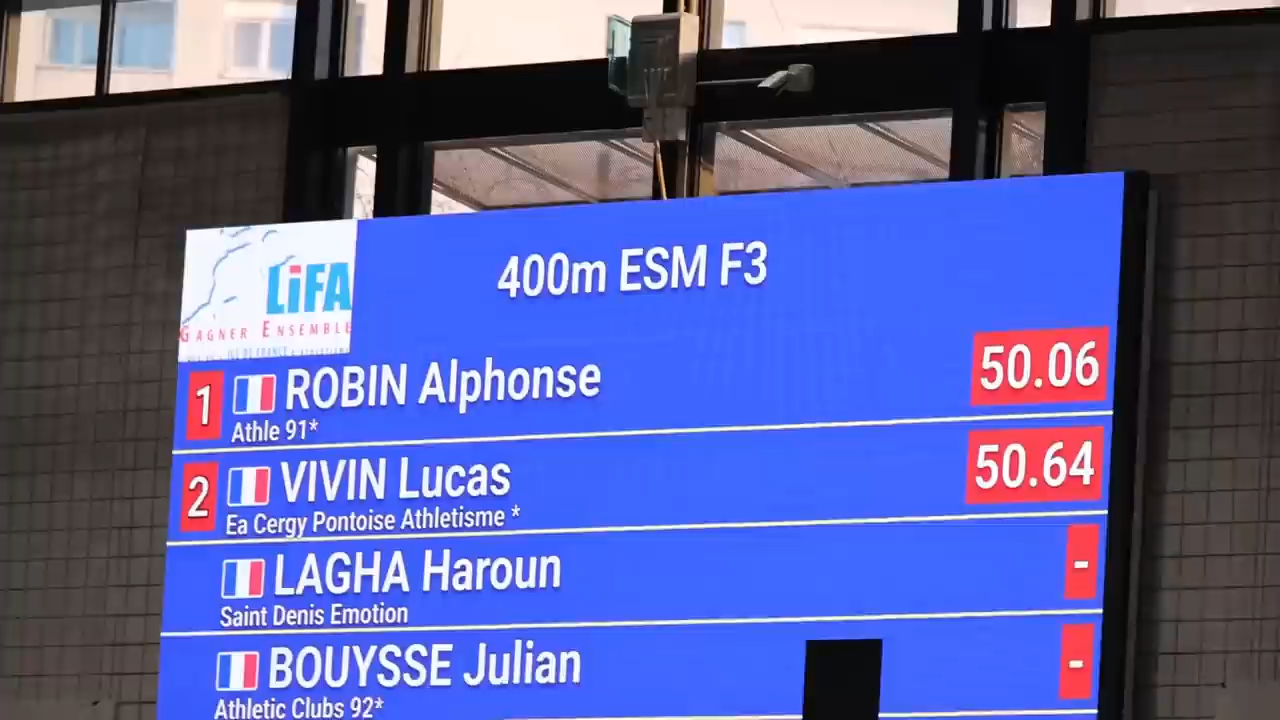 LiFA
GAGNER ENSEMBLE
400m ESM F3
1 ROBIN Alphonse 50.06
Athle 91*
2 VIVIN Lucas 50.64
Ea Cergy Pontoise Athletisme *
LAGHA Haroun -
Saint Denis Emotion
BOUYSSE Julian -
Athletic Clubs 92*